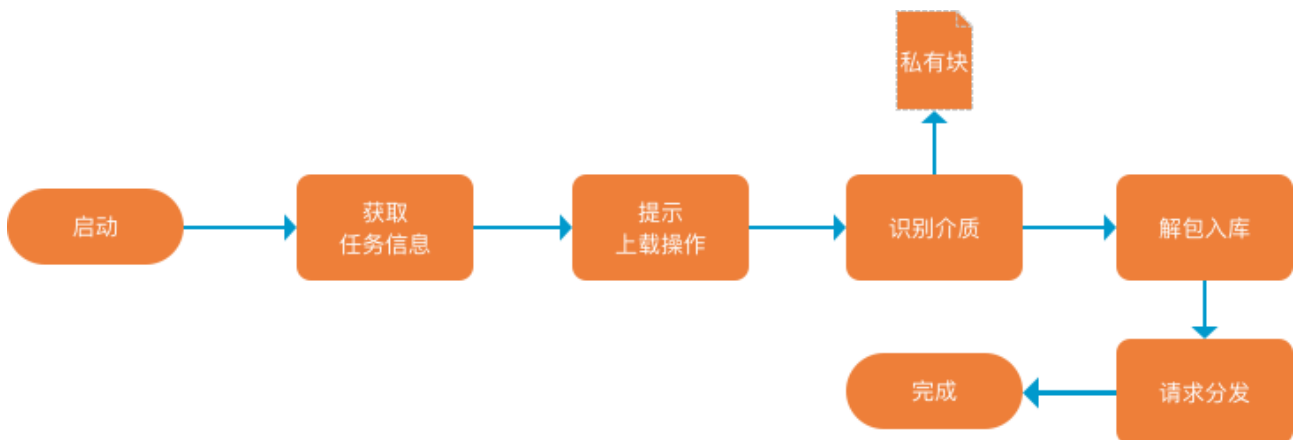 私有块
启动
获取
任务信息
提示
上载操作
识别介质
解包入库
请求分发
完成